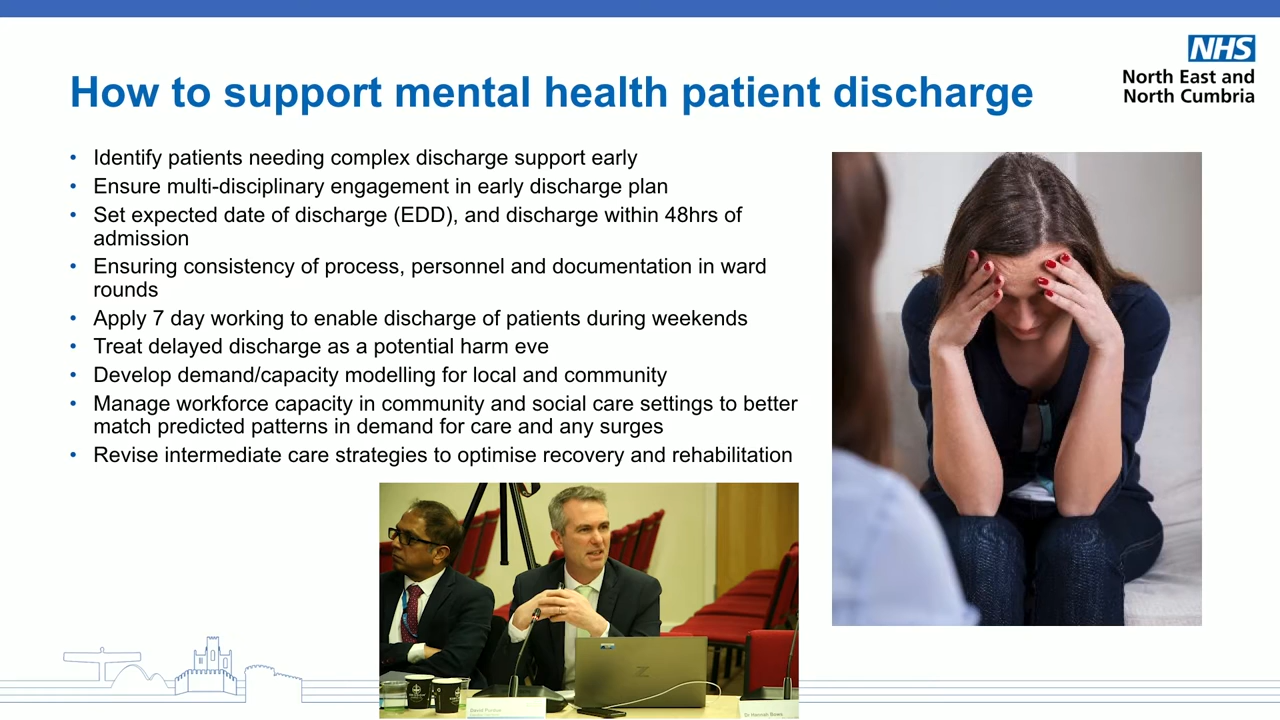 NHS
North East and
North Cumbria
How to support mental health patient discharge
• Identify patients needing complex discharge support early
• Ensure multi-disciplinary engagement in early discharge plan
• Set expected date of discharge (EDD), and discharge within 48hrs of
admission
• Ensuring consistency of process, personnel and documentation in ward
rounds
• Apply 7 day working to enable discharge of patients during weekends
• Treat delayed discharge as a potential harm eve
• Develop demand/capacity modelling for local and community
• Manage workforce capacity in community and social care settings to better
match predicted patterns in demand for care and any surges
• Revise intermediate care strategies to optimise recovery and rehabilitation
David Purdue
Dr Hannah Bows